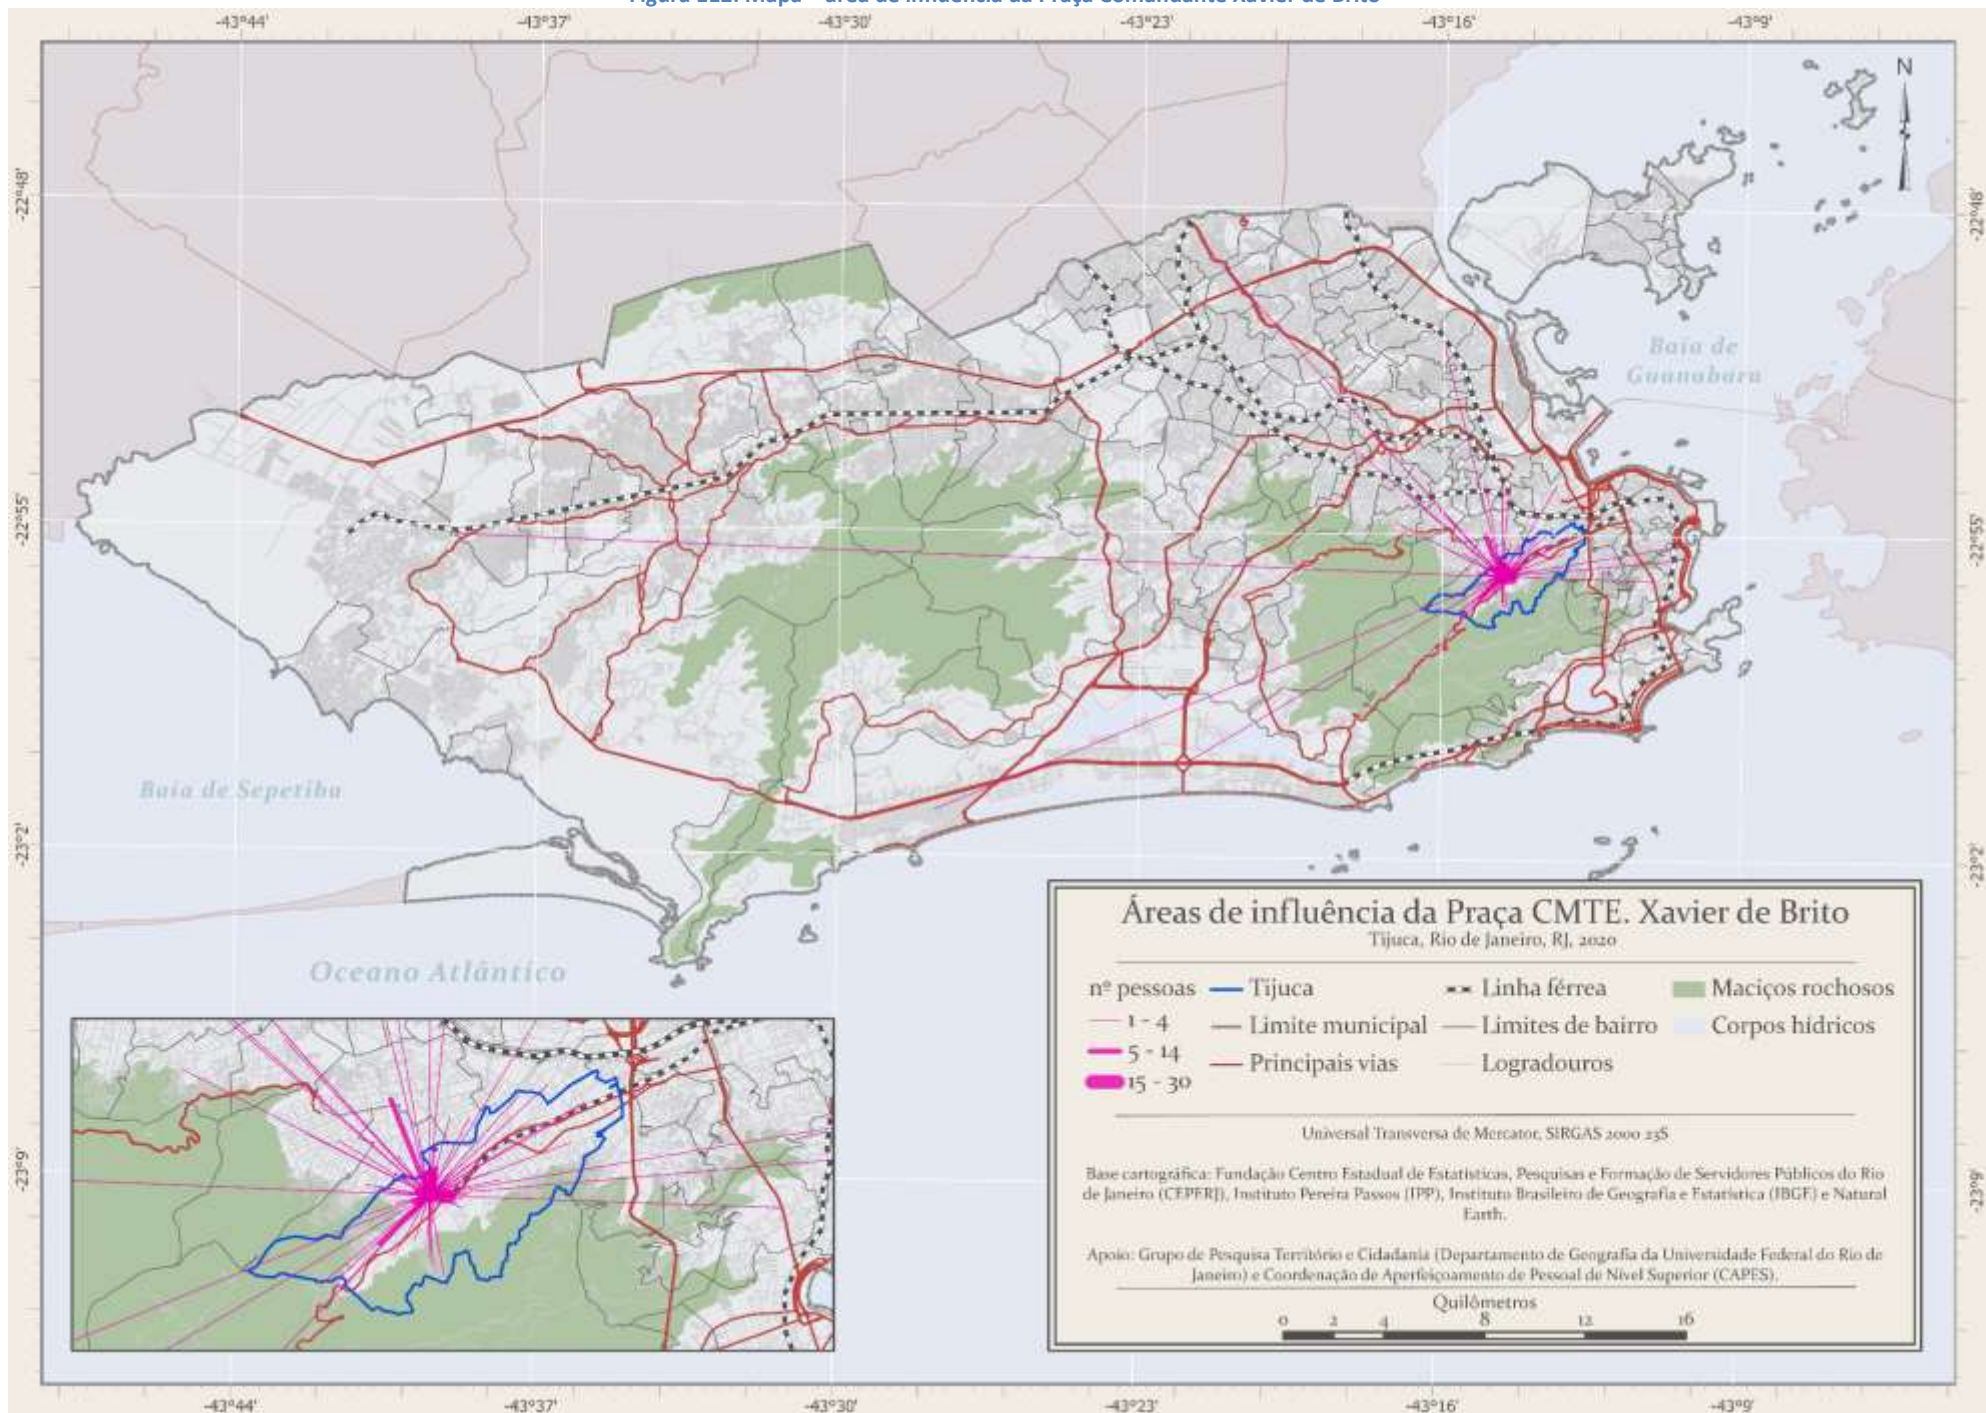 -43°44' -43°37' -43°30' -43°23' -43°16' -43°9'
N
-22°48' -22°48'
Baía de
Guanabara
-22°55' -22°55'
Baía de Sepetiba
-23°2' -23°2'
Oceano Atlântico
Áreas de influência da Praça CMTE. Xavier de Brito
Tijuca, Rio de Janeiro, RJ, 2020
nº pessoas Tijuca Linha férrea Maciços rochosos
1 - 4 Limite municipal Limites de bairro Corpos hídricos
5 - 14 Principais vias Logradouros
15 - 30
Universal Transversa de Mercator, SIRGAS 2000 23S
Base cartográfica: Fundação Centro Estadual de Estatísticas, Pesquisas e Formação de Servidores Públicos do Rio
de Janeiro (CEPERJ), Instituto Pereira Passos (IPP), Instituto Brasileiro de Geografia e Estatística (IBGE) e Natural
Earth.
Apoio: Grupo de Pesquisa Território e Cidadania (Departamento de Geografia da Universidade Federal do Rio de
Janeiro) e Coordenação de Aperfeiçoamento de Pessoal de Nível Superior (CAPES).
Quilômetros
0 2 4 8 12 16
-23°9' -23°9'
-43°44' -43°37' -43°30' -43°23' -43°16' -43°9'